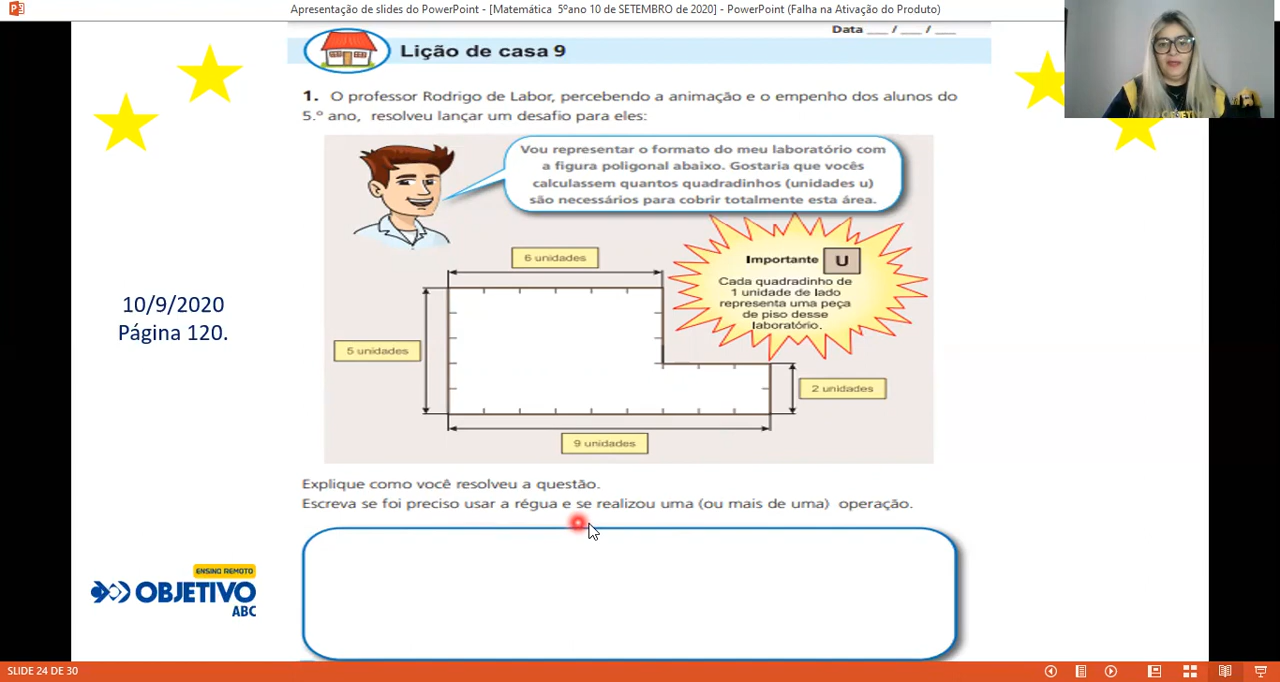 Apresentação de slides do PowerPoint - [Matemática 5ºano 10 de SETEMBRO de 2020] - PowerPoint (Falha na Ativação do Produto)
Data ___ / ___ / ___
Lição de casa 9
1. O professor Rodrigo de Labor, percebendo a animação e o empenho dos alunos do
5.º ano, resolveu lançar um desafio para eles:
Vou representar o formato do meu laboratório com
a figura poligonal abaixo. Gostaria que vocês
calculassem quantos quadradinhos (unidades u)
são necessários para cobrir totalmente esta área.
6 unidades
Importante U
Cada quadradinho de
1 unidade de lado
representa uma peça
de piso desse
laboratório.
10/9/2020
Página 120.
5 unidades
2 unidades
9 unidades
Explique como você resolveu a questão.
Escreva se foi preciso usar a régua e se realizou uma (ou mais de uma) operação.
ENSINO REMOTO
OBJETIVO
ABC
SLIDE 24 DE 30